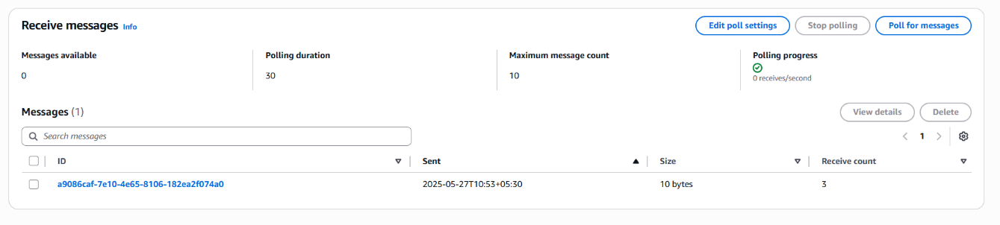 Receive messages Info
Edit poll settings
Stop polling
Poll for messages
Messages available
0
Polling duration
30
Maximum message count
10
Polling progress
0 receives/second
Messages (1)
View details
Delete
Search messages
1
ID
Sent
Size
Receive count
a9086caf-7e10-4e65-8106-182ea2f074a0
2025-05-27T10:53+05:30
10 bytes
3